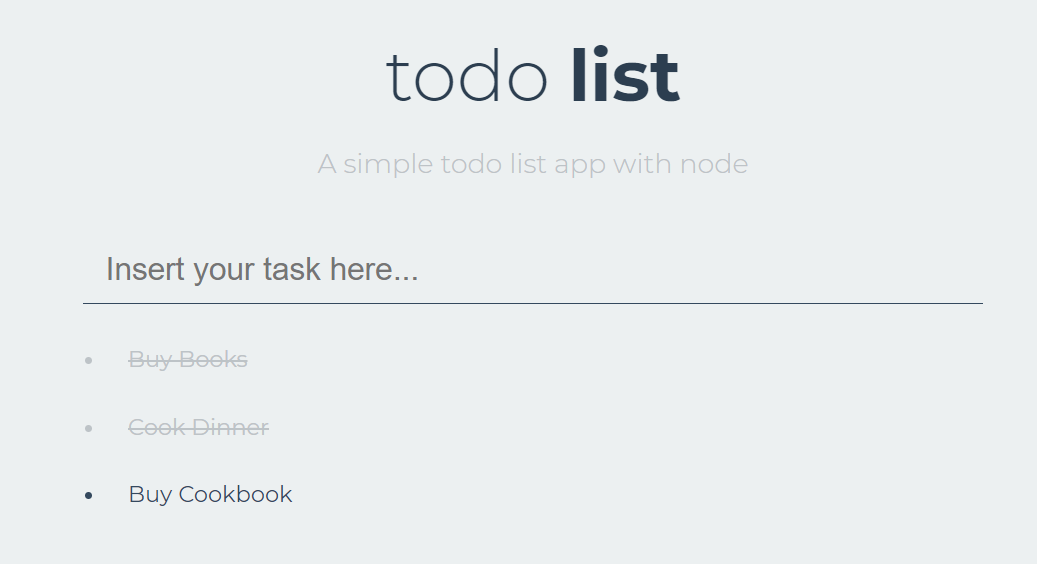 todo list
A simple todo list app with node
Insert your task here...
Buy Books
Cook Dinner
Buy Cookbook